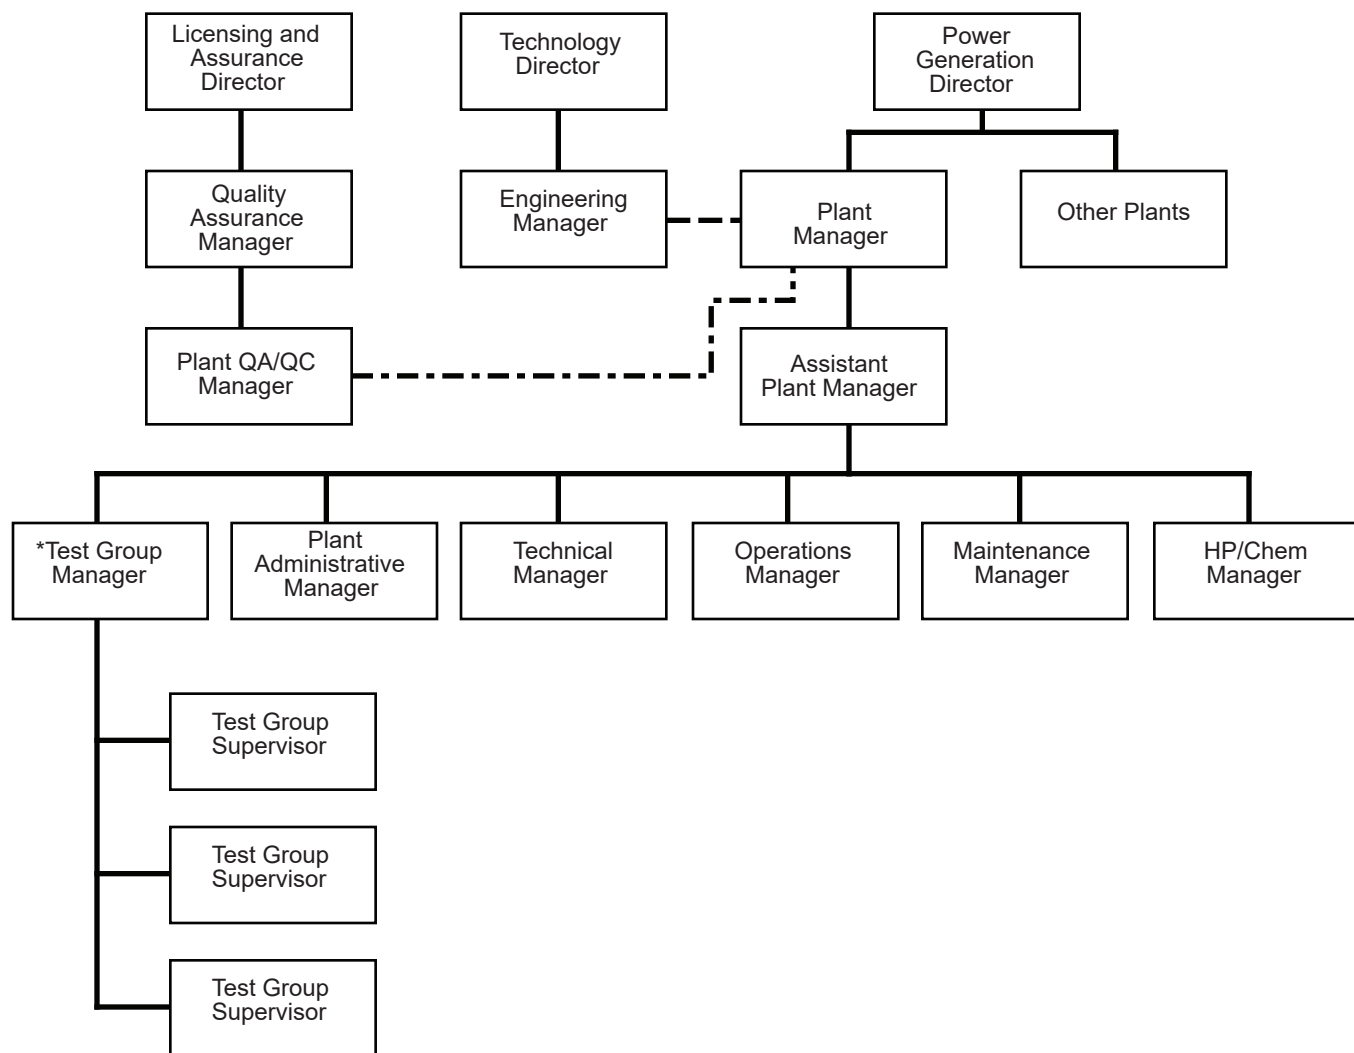 Licensing and
Assurance
Director
Technology
Director
Power
Generation
Director
Quality
Assurance
Manager
Engineering
Manager
Plant
Manager
Other Plants
Plant QA/QC
Manager
Assistant
Plant Manager
*Test Group
Manager
Plant
Administrative
Manager
Technical
Manager
Operations
Manager
Maintenance
Manager
HP/Chem
Manager
Test Group
Supervisor
Test Group
Supervisor
Test Group
Supervisor